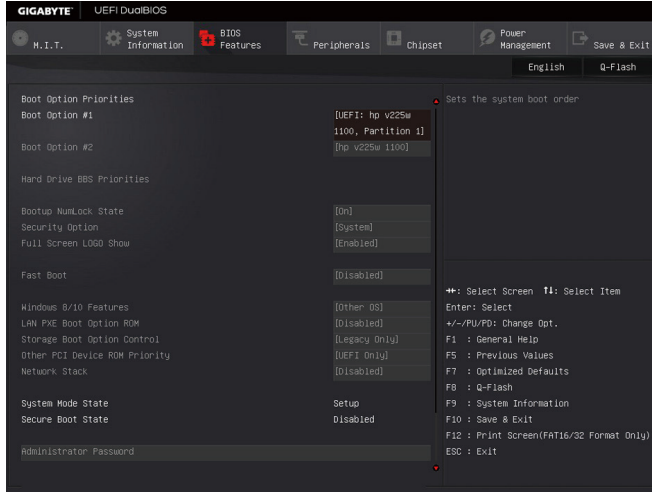 GIGABYTE™ UEFI DualBIOS
M.I.T. System Information BIOS Features Peripherals Chipset Power Management Save & Exit
English Q-Flash
Boot Option Priorities
Boot Option #1 [UEFI: hp v225w 1100, Partition 1]
Boot Option #2 [hp v225w 1100]
Hard Drive BBS Priorities
Bootup NumLock State [On]
Security Option [System]
Full Screen LOGO Show [Enabled]
Fast Boot [Disabled]
Windows 8/10 Features [Other OS]
LAN PXE Boot Option ROM [Disabled]
Storage Boot Option Control [Legacy Only]
Other PCI Device ROM Priority [UEFI Only]
Network Stack [Disabled]
System Mode State Setup
Secure Boot State Disabled
Administrator Password
Sets the system boot order
→←: Select Screen ↑↓: Select Item
Enter: Select
+/-/PU/PD: Change Opt.
F1 : General Help
F5 : Previous Values
F7 : Optimized Defaults
F8 : Q-Flash
F9 : System Information
F10 : Save & Exit
F12 : Print Screen(FAT16/32 Format Only)
ESC : Exit